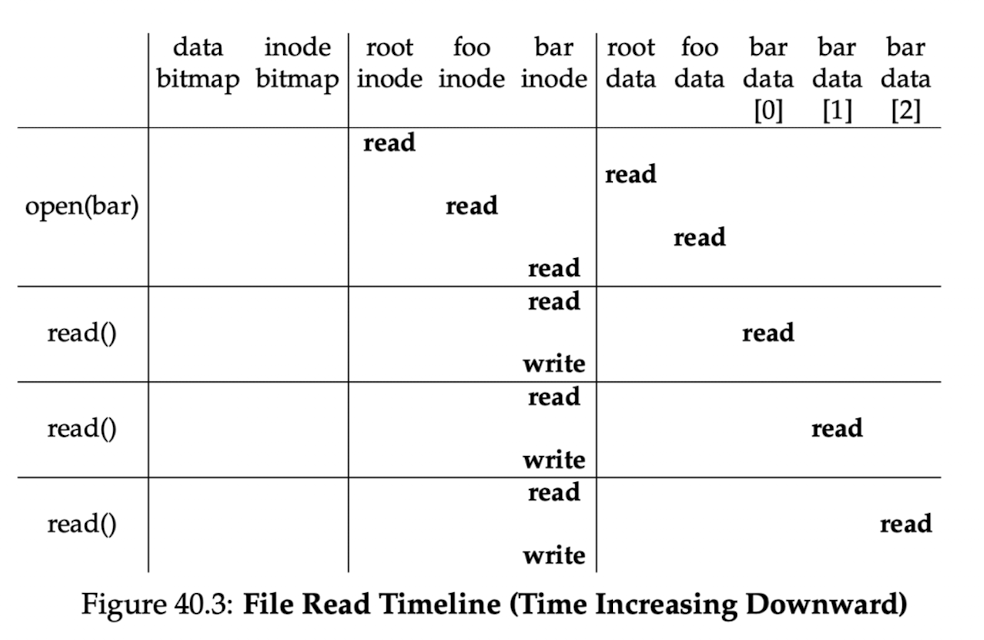 data inode root foo bar root foo bar bar bar
bitmap bitmap inode inode inode data data data data data
[0] [1] [2]
read
read
open(bar) read
read
read
read
read() read
write
read
read() read
write
read
read() read
write
Figure 40.3: File Read Timeline (Time Increasing Downward)